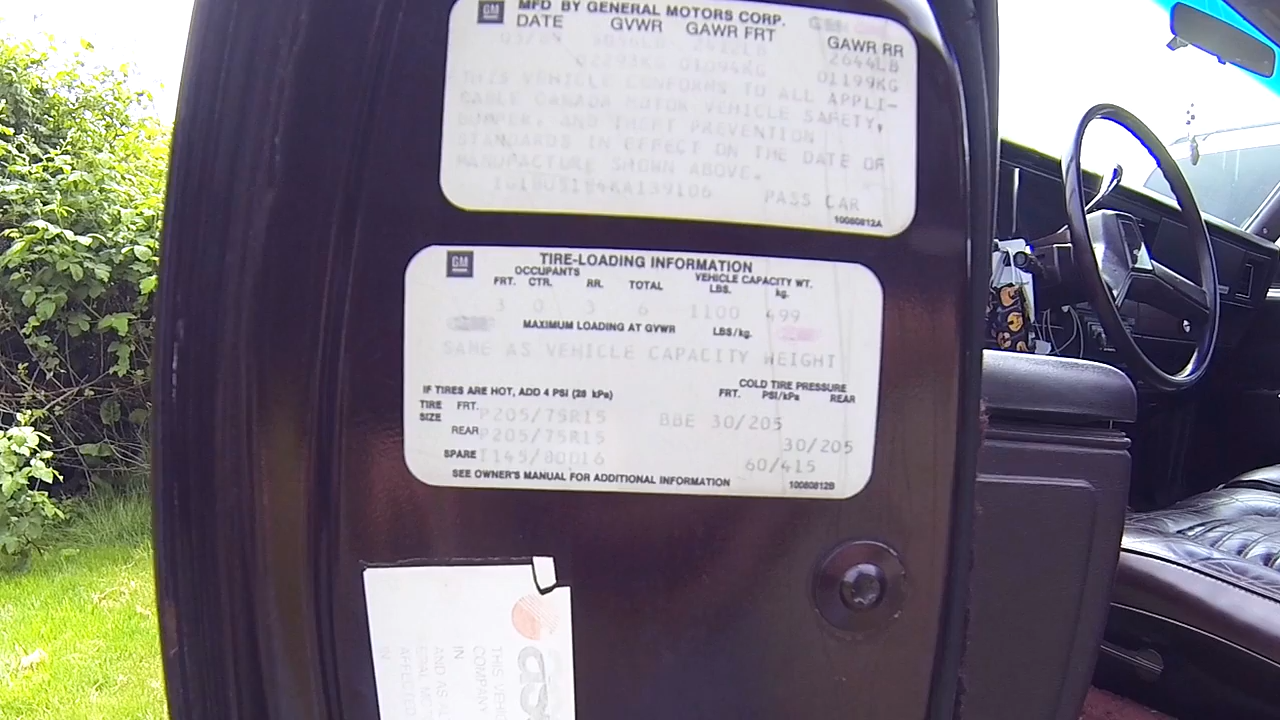 GM MFD BY GENERAL MOTORS CORP.
DATE GVWR GAWR FRT GAWR RR
2644LB
01199KG
THIS VEHICLE CONFORMS TO ALL APPLI-
CABLE CANADA MOTOR VEHICLE SAFETY,
BUMPER, AND THEFT PREVENTION
STANDARDS IN EFFECT ON THE DATE OF
MANUFACTURE SHOWN ABOVE.
PASS CAR
10080812A
GM TIRE-LOADING INFORMATION
OCCUPANTS VEHICLE CAPACITY WT.
FRT. CTR. RR. TOTAL LBS. kg.
3 0 3 6 1100 499
MAXIMUM LOADING AT GVWR LBS/kg.
SAME AS VEHICLE CAPACITY WEIGHT
IF TIRES ARE HOT, ADD 4 PSI (28 kPa) COLD TIRE PRESSURE
FRT. PSI/kPa REAR
TIRE SIZE FRT. P205/75R15 BBE 30/205
REAR P205/75R15 30/205
SPARE 60/415
SEE OWNER'S MANUAL FOR ADDITIONAL INFORMATION 10080812B
COMPANY
IN
AND AS
AFFECTED
IN